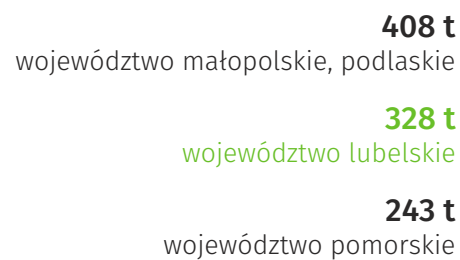 408 t
województwo małopolskie, podlaskie
328 t
województwo lubelskie
243 t
województwo pomorskie